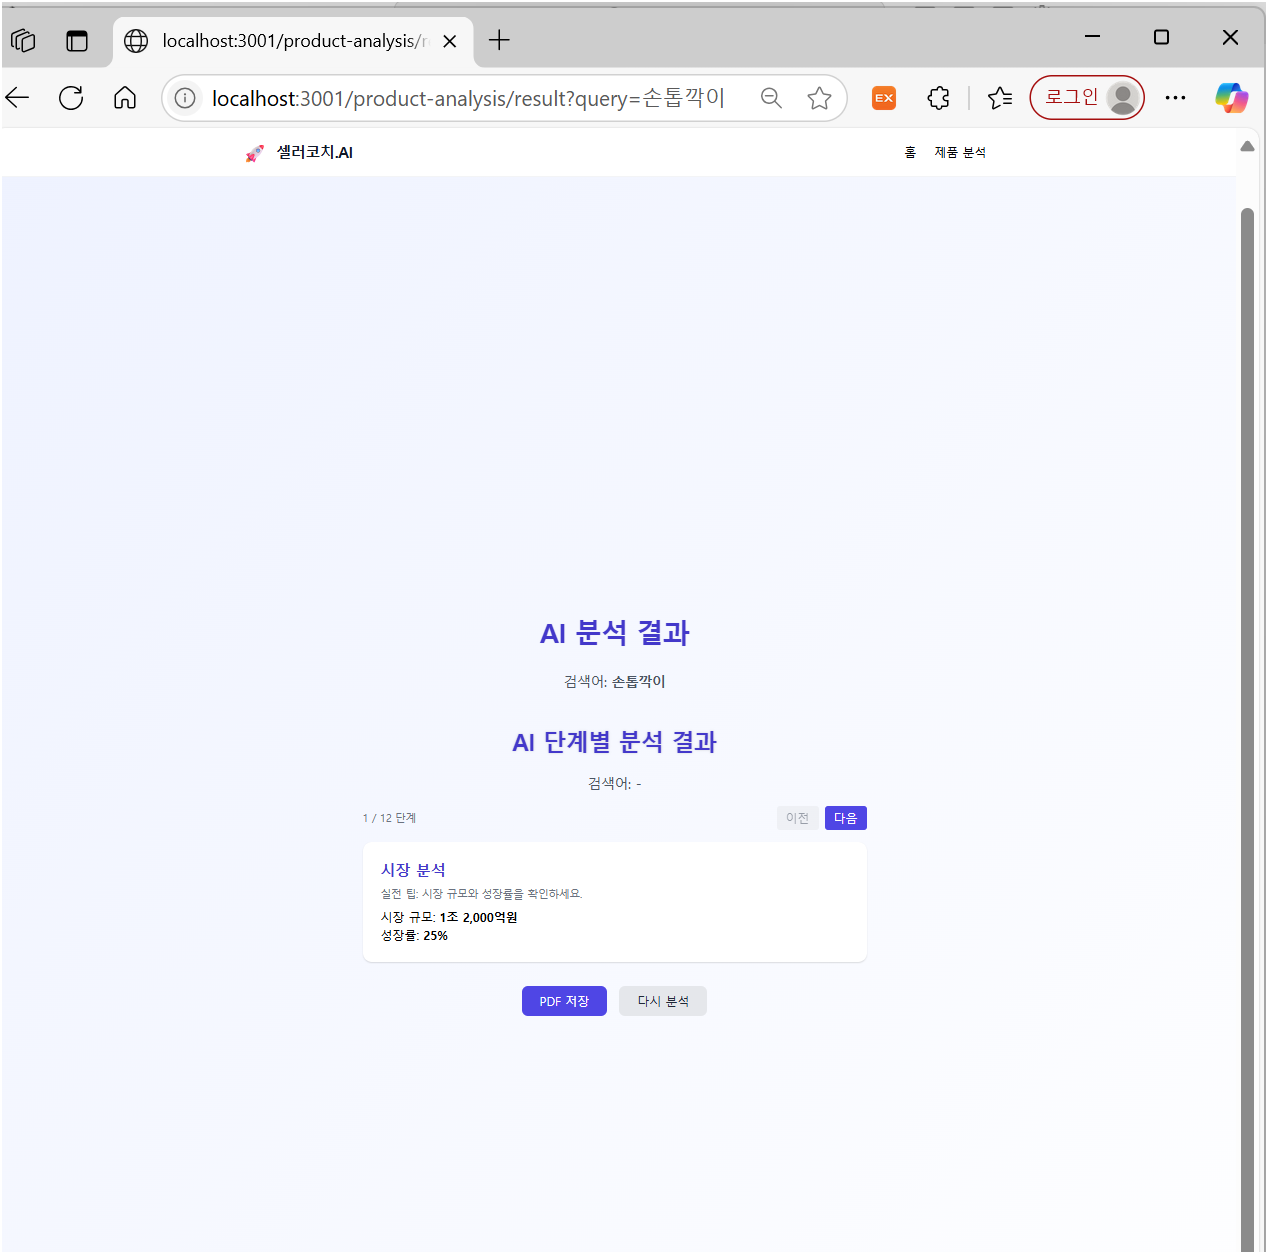 localhost:3001/product-analysis/r
localhost:3001/product-analysis/result?query=손톱깍이
EX
로그인
셀러코치.AI
홈
제품 분석
AI 분석 결과
검색어: 손톱깍이
AI 단계별 분석 결과
검색어: -
1 / 12 단계
이전
다음
시장 분석
실전 팁: 시장 규모와 성장률을 확인하세요.
시장 규모: 1조 2,000억원
성장률: 25%
PDF 저장
다시 분석